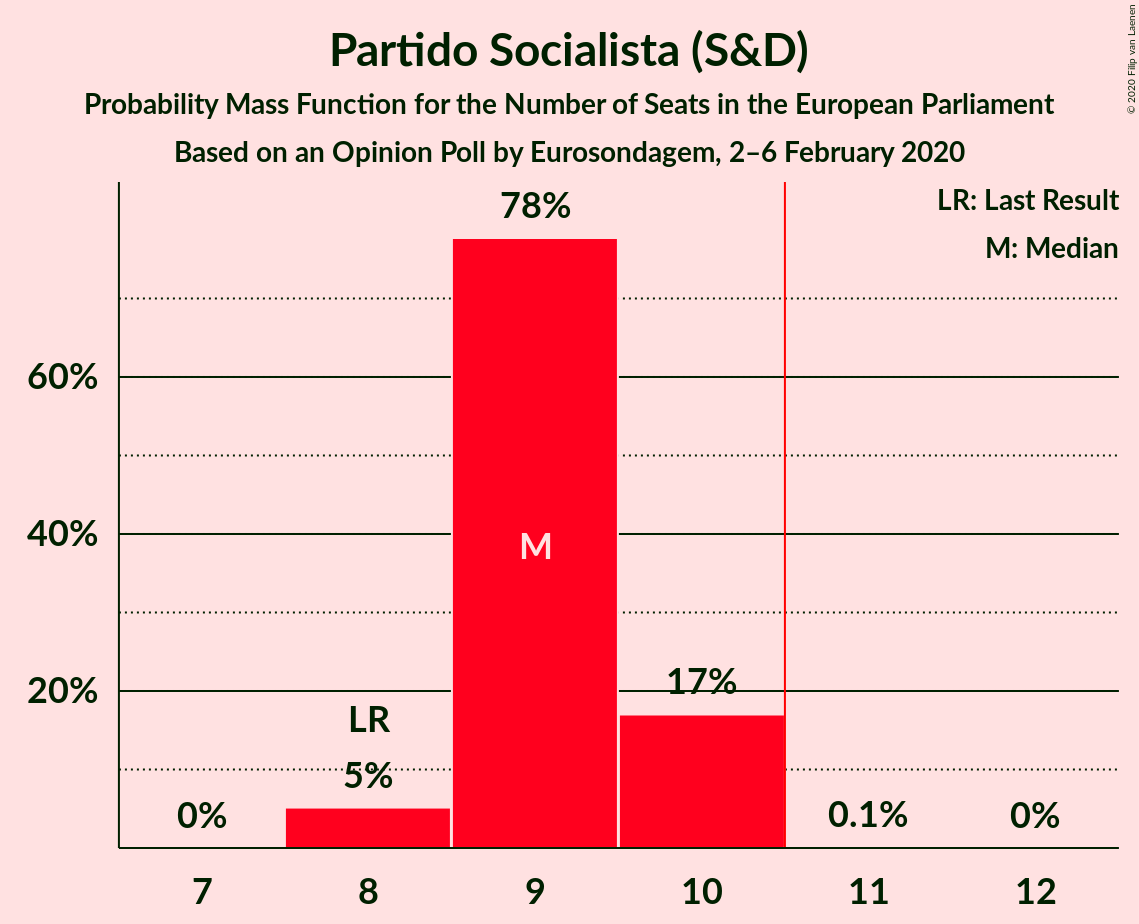 Partido Socialista (S&D)
Probability Mass Function for the Number of Seats in the European Parliament
Based on an Opinion Poll by Eurosondagem, 2–6 February 2020
© 2020 Filip van Laenen
LR: Last Result
M: Median
78%
60%
40%
M
20%
17%
LR
5%
0%
0.1%
0%
7 8 9 10 11 12